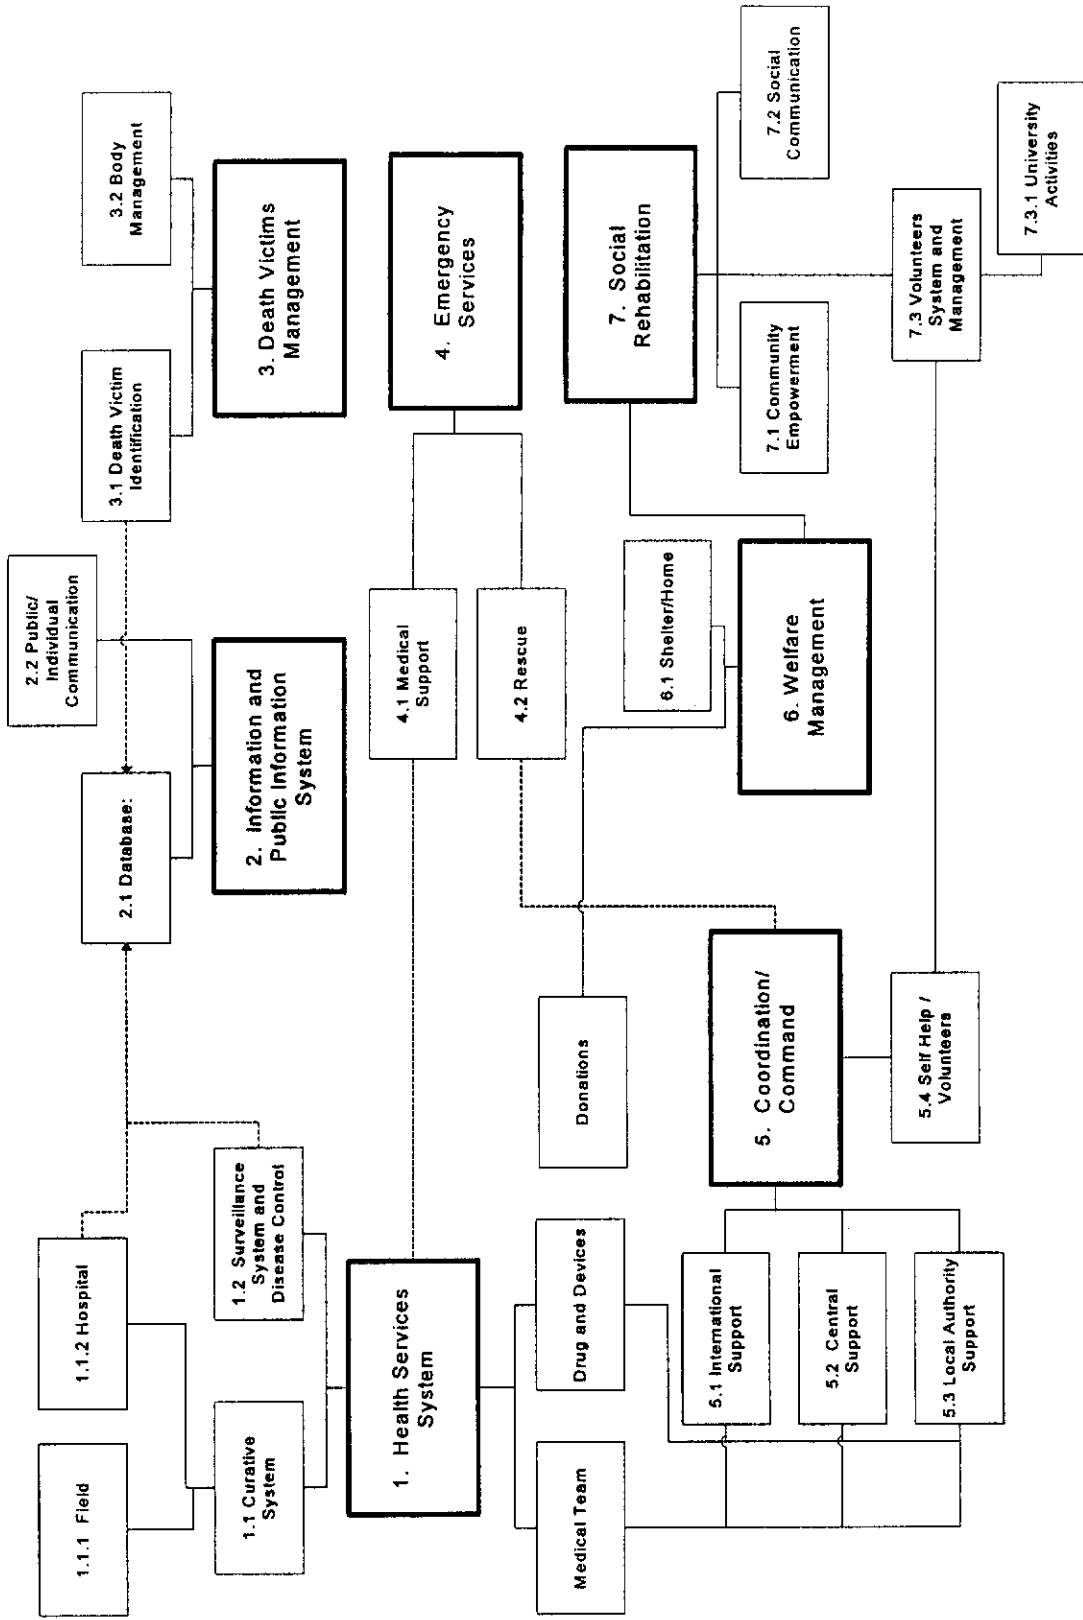 1.1.1 Field
1.1.2 Hospital
1.1 Curative
System
1.2 Surveillance
System and
Disease Control
1. Health Services
System
Medical Team
Drug and Devices
2.1 Database:
2.2 Public/
Individual
Communication
2. Information and
Public Information
System
3.1 Death Victim
Identification
3.2 Body
Management
3. Death Victims
Management
4.1 Medical
Support
4.2 Rescue
4. Emergency
Services
Donations
5.1 International
Support
5.2 Central
Support
5.3 Local Authority
Support
5. Coordination/
Command
5.4 Self Help /
Volunteers
6.1 Shelter/Home
6. Welfare
Management
7. Social
Rehabilitation
7.1 Community
Empowerment
7.2 Social
Communication
7.3 Volunteers
System and
Management
7.3.1 University
Activities